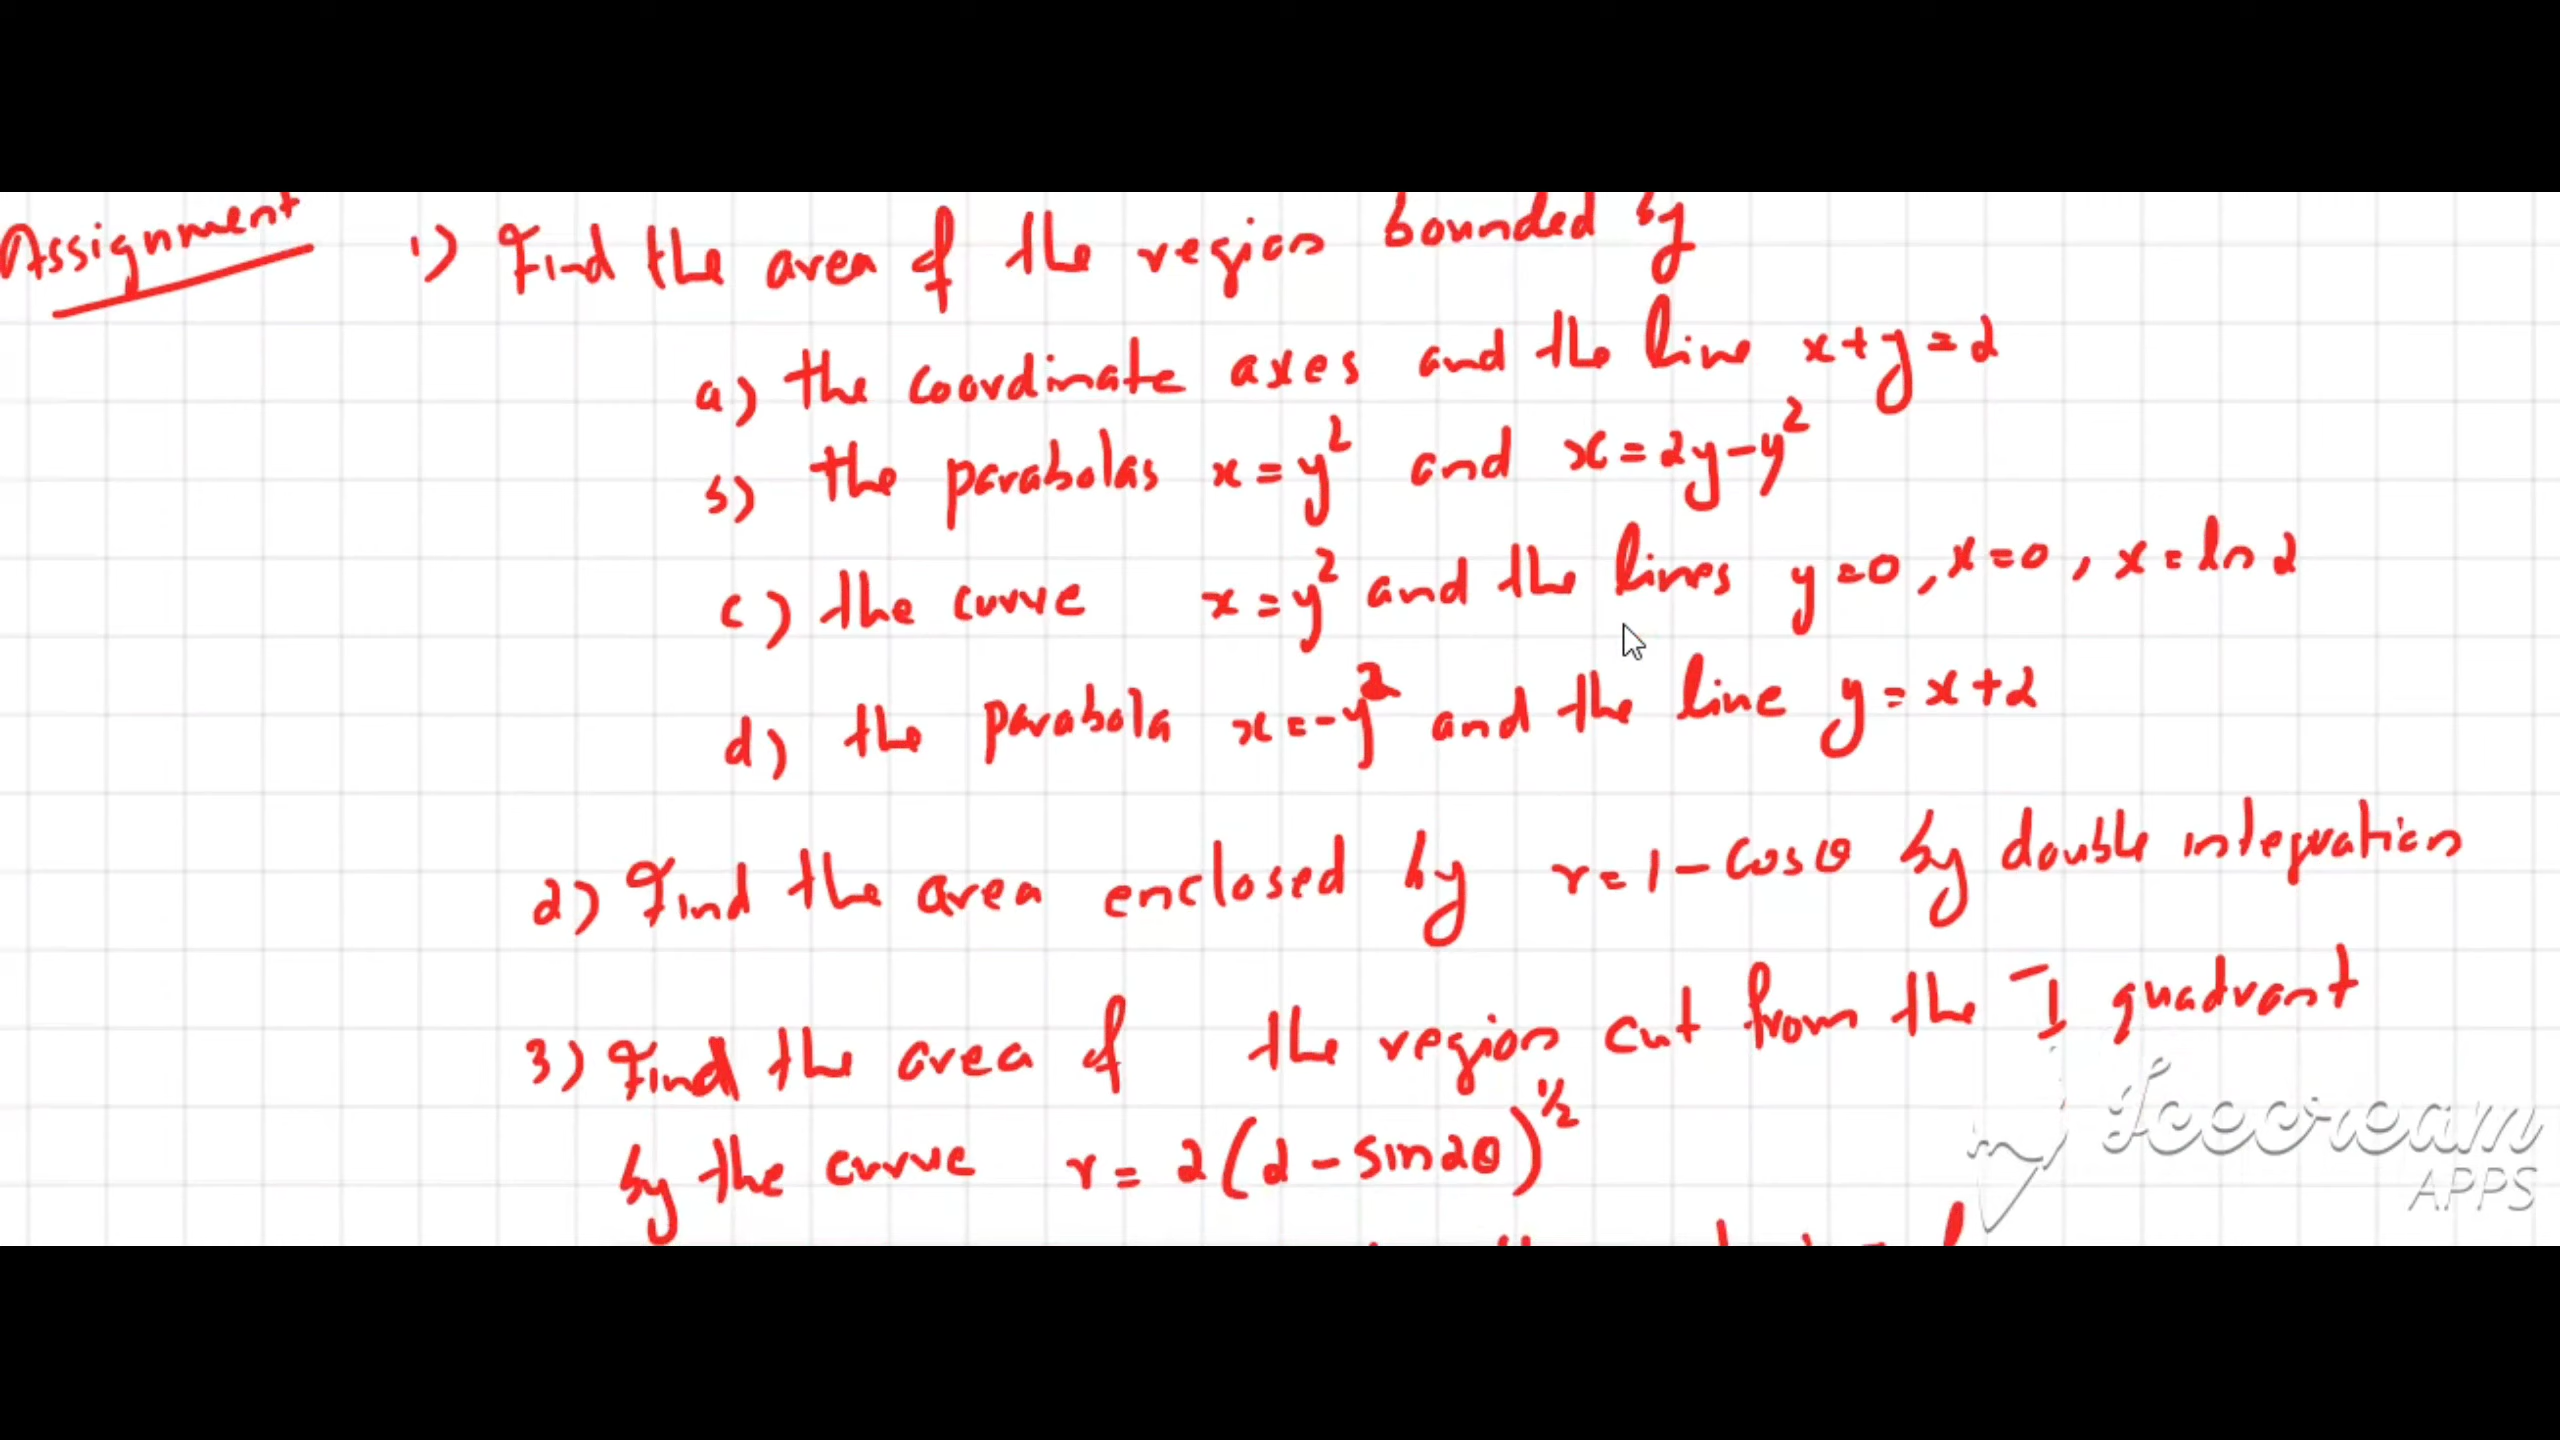 Assignment 1) Find the area of the region bounded by
a) the coordinate axes and the line x+y=2
b) the parabolas x=y² and x=2y-y²
c) the curve x=y² and the lines y=0, x=0, x=ln2
d) the parabola x=-y² and the line y=x+2
2) Find the area enclosed by r=1-cosθ by double integration
3) Find the area of the region cut from the I quadrant
by the curve r= 2(2-sin2θ)^1/2
Icecream
APPS